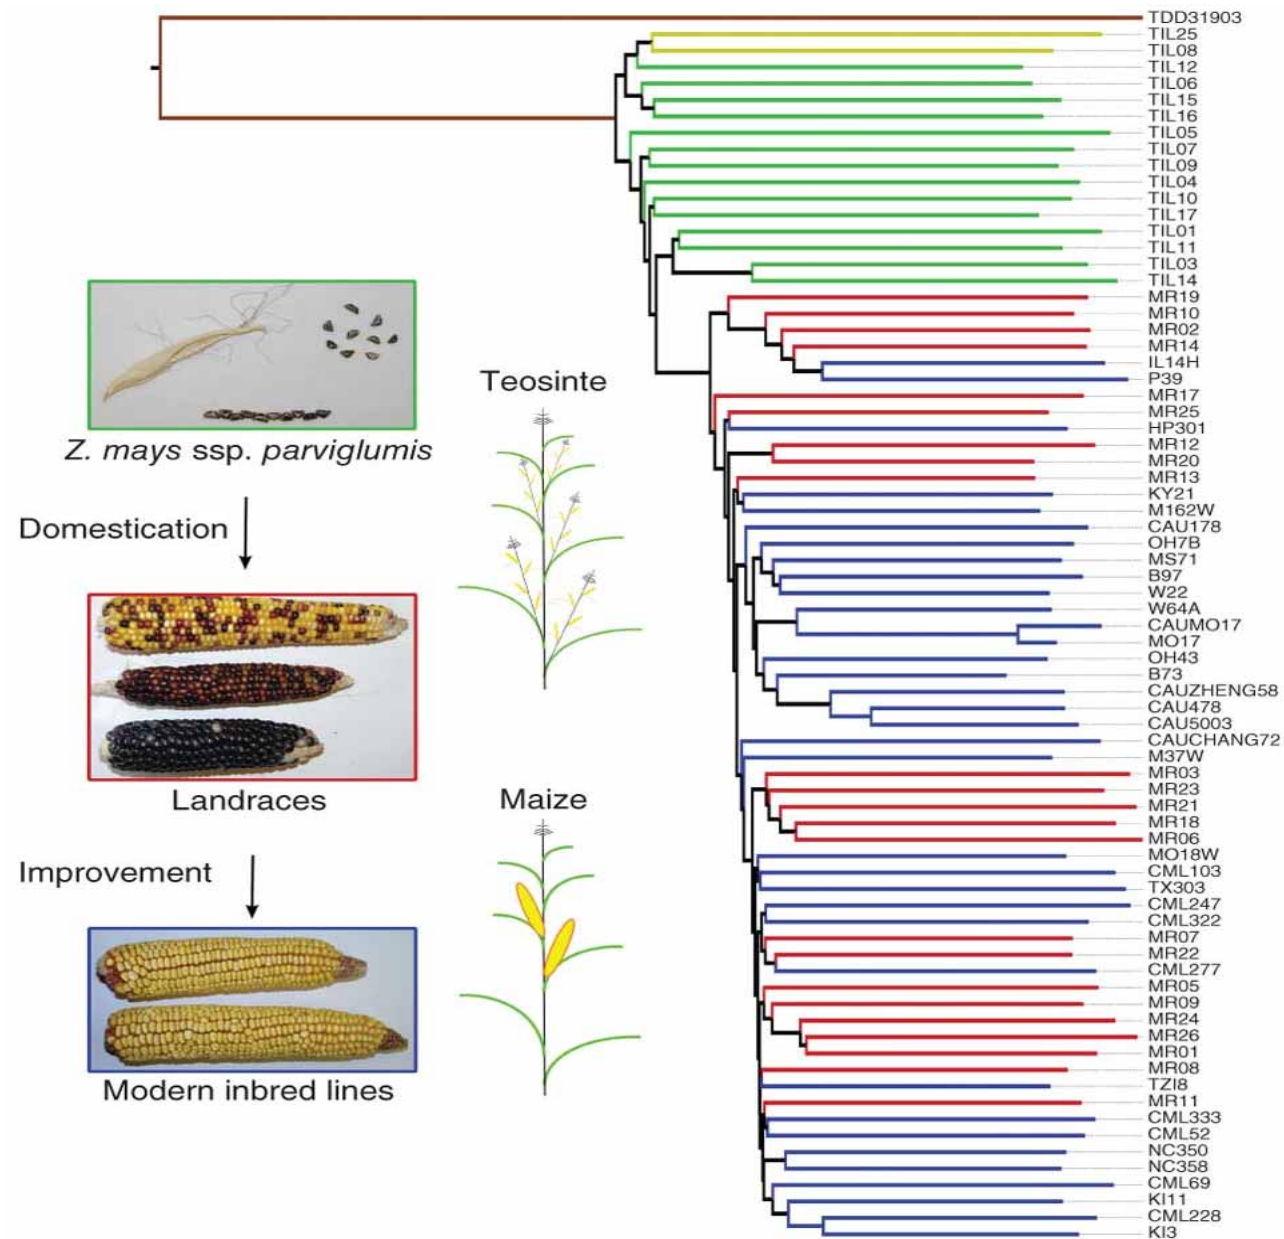 Z. mays ssp. parviglumis
Domestication
Landraces
Improvement
Modern inbred lines
Teosinte
Maize
TDD31903
TIL25
TIL08
TIL12
TIL06
TIL15
TIL16
TIL05
TIL07
TIL09
TIL04
TIL10
TIL17
TIL01
TIL11
TIL03
TIL14
MR19
MR10
MR02
MR14
IL14H
P39
MR17
MR25
HP301
MR12
MR20
MR13
KY21
M162W
CAU178
OH7B
MS71
B97
W22
W64A
CAUMO17
MO17
OH43
B73
CAUZHENG58
CAU478
CAU5003
CAUCHANG72
M37W
MR03
MR23
MR21
MR18
MR06
MO18W
CML103
TX303
CML247
CML322
MR07
MR22
CML277
MR05
MR09
MR24
MR26
MR01
MR08
TZI8
MR11
CML333
CML52
NC350
NC358
CML69
KI11
CML228
KI3